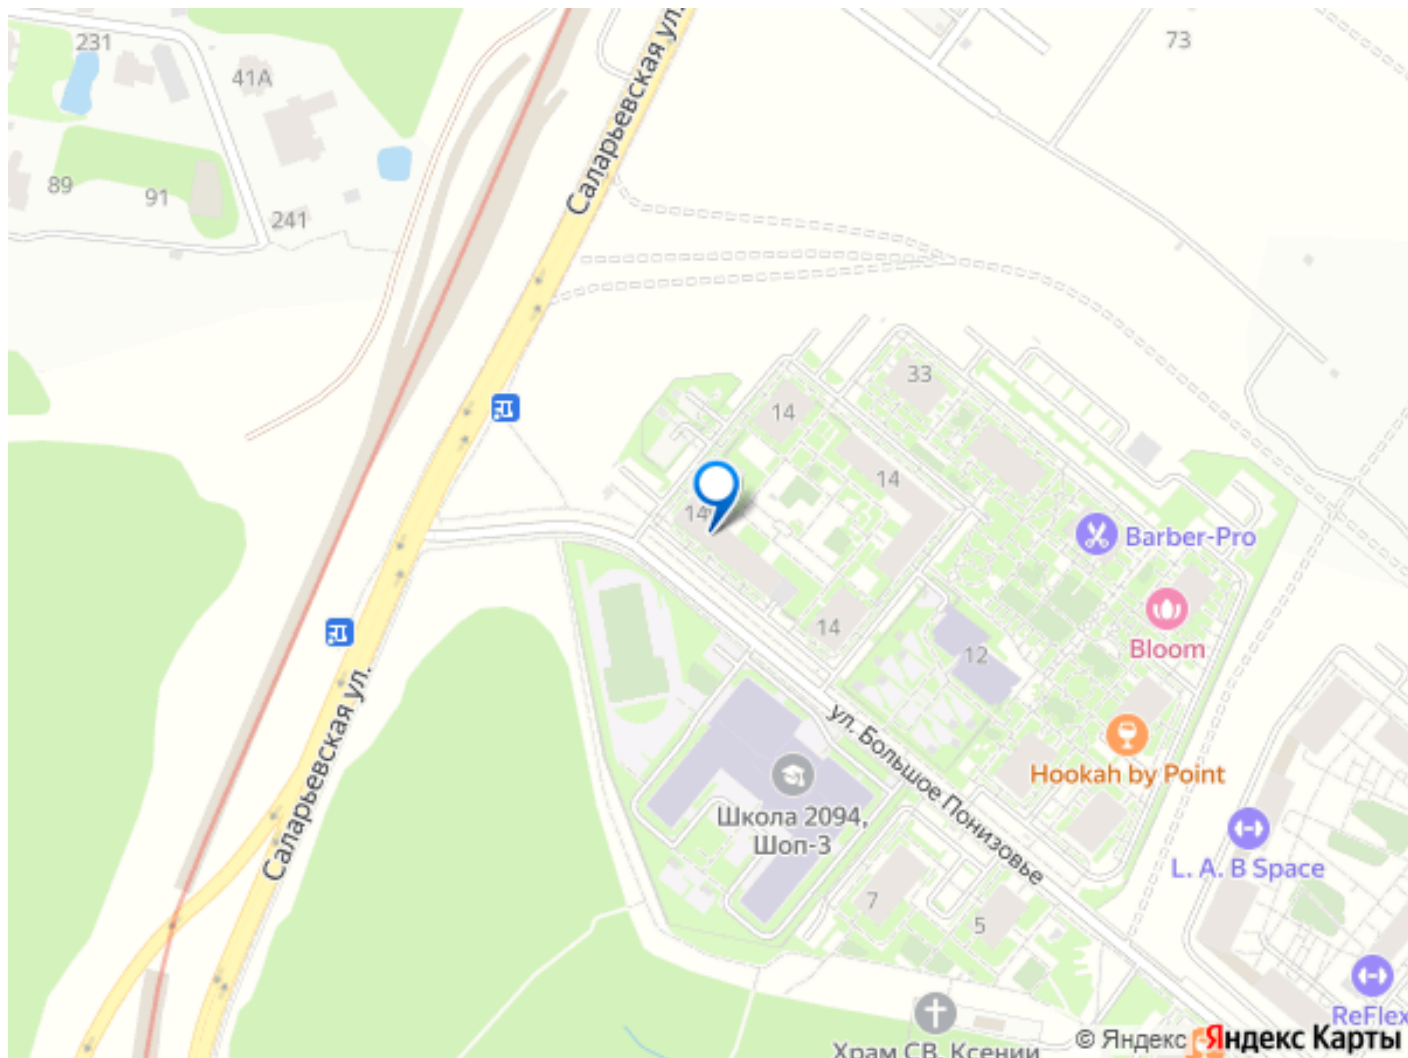 231
41А
73
Саларьевская ул.
89
91
241
33
14
14
14
Barber-Pro
Bloom
12
14
ул. Большое Понизовье
Hookah by Point
Школа 2094,
Шоп-3
Саларьевская ул.
L. A. B Space
7
5
ReFlex
Храм СВ. Ксении
© Яндекс Яндекс Карты